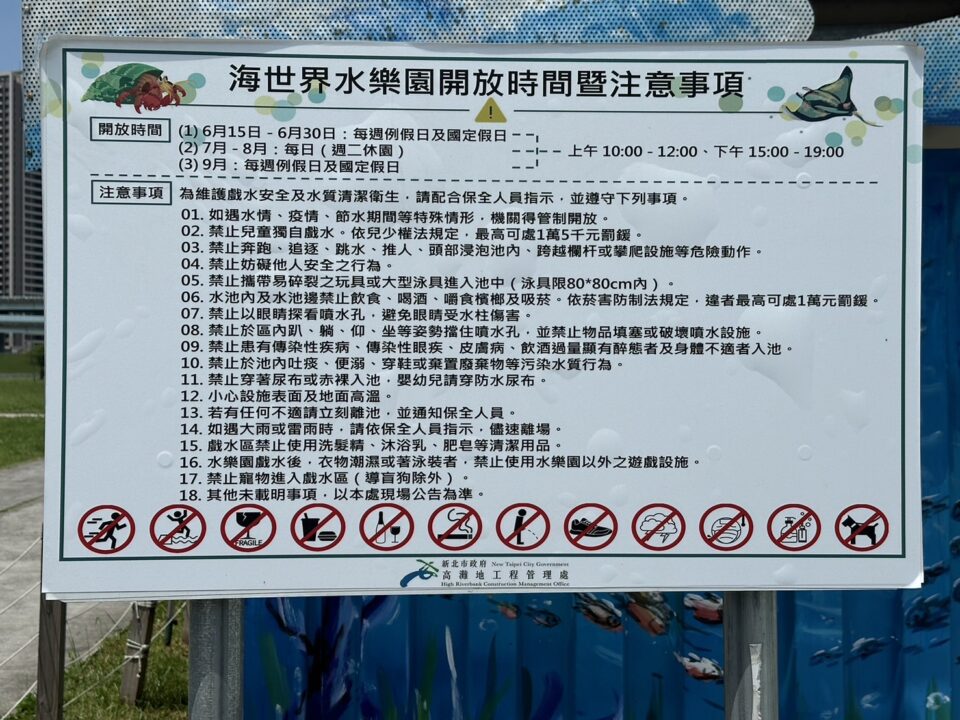 海世界水樂園開放時間暨注意事項
開放時間
(1) 6月15日 - 6月30日：每週例假日及國定假日
(2) 7月 - 8月：每日（週二休園）
(3) 9月：每週例假日及國定假日
上午 10:00 - 12:00、下午 15:00 - 19:00
注意事項 為維護戲水安全及水質清潔衛生，請配合保全人員指示，並遵守下列事項。
01. 如遇水情、疫情、節水期間等特殊情形，機關得管制開放。
02. 禁止兒童獨自戲水。依兒少權法規定，最高可處1萬5千元罰鍰。
03. 禁止奔跑、追逐、跳水、推人、頭部浸泡池內、跨越欄杆或攀爬設施等危險動作。
04. 禁止妨礙他人安全之行為。
05. 禁止攜帶易碎裂之玩具或大型泳具進入池中（泳具限80*80cm內）。
06. 水池內及水池邊禁止飲食、喝酒、嚼食檳榔及吸菸。依菸害防制法規定，違者最高可處1萬元罰鍰。
07. 禁止以眼睛探看噴水孔，避免眼睛受水柱傷害。
08. 禁止於區內趴、躺、仰、坐等姿勢擋住噴水孔，並禁止物品填塞或破壞噴水設施。
09. 禁止患有傳染性疾病、傳染性眼疾、皮膚病、飲酒過量顯有醉態者及身體不適者入池。
10. 禁止於池內吐痰、便溺、穿鞋或棄置廢棄物等污染水質行為。
11. 禁止穿著尿布或赤裸入池，嬰幼兒請穿防水尿布。
12. 小心設施表面及地面高溫。
13. 若有任何不適請立刻離池，並通知保全人員。
14. 如遇大雨或雷雨時，請依保全人員指示，儘速離場。
15. 戲水區禁止使用洗髮精、沐浴乳、肥皂等清潔用品。
16. 水樂園戲水後，衣物潮濕或著泳裝者，禁止使用水樂園以外之遊戲設施。
17. 禁止寵物進入戲水區（導盲狗除外）。
18. 其他未載明事項，以本處現場公告為準。
FRAGILE
新北市政府 New Taipei City Government
高灘地工程管理處
High Riverbank Construction Management Office